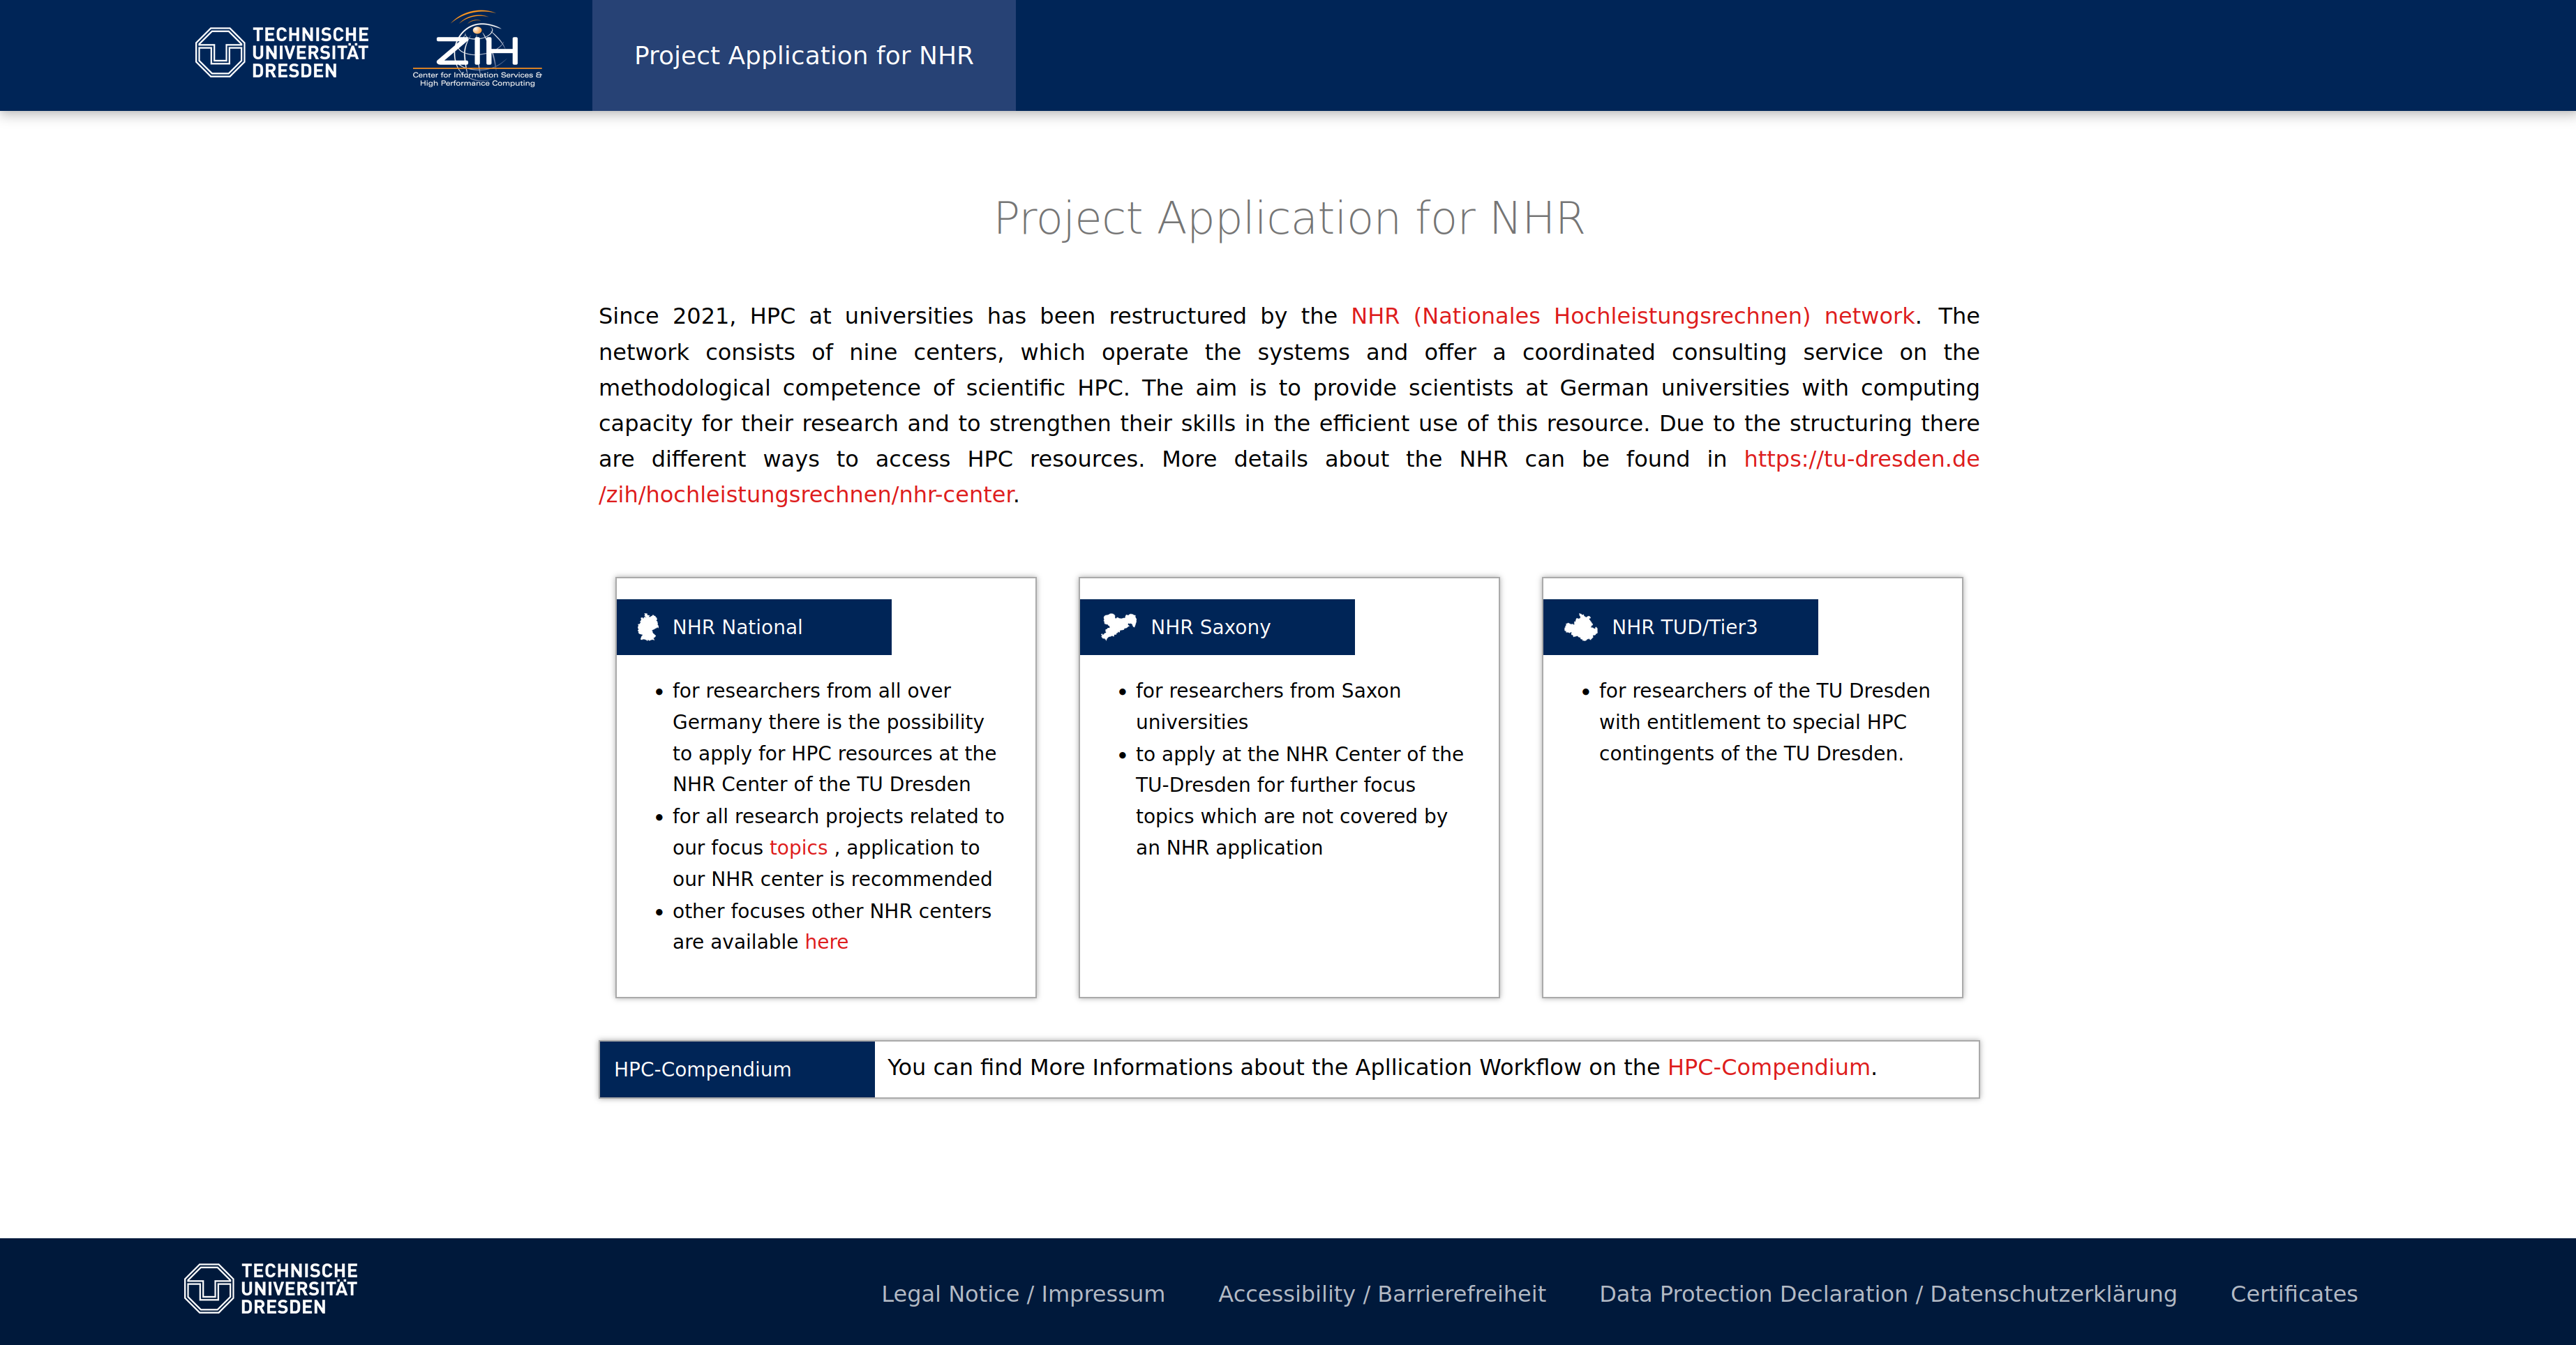 TECHNISCHE
UNIVERSITÄT
DRESDEN
ZIH
Center for Information Services &
High Performance Computing
Project Application for NHR
Project Application for NHR
Since 2021, HPC at universities has been restructured by the NHR (Nationales Hochleistungsrechnen) network. The
network consists of nine centers, which operate the systems and offer a coordinated consulting service on the
methodological competence of scientific HPC. The aim is to provide scientists at German universities with computing
capacity for their research and to strengthen their skills in the efficient use of this resource. Due to the structuring there
are different ways to access HPC resources. More details about the NHR can be found in https://tu-dresden.de
/zih/hochleistungsrechnen/nhr-center.
NHR National
• for researchers from all over
Germany there is the possibility
to apply for HPC resources at the
NHR Center of the TU Dresden
• for all research projects related to
our focus topics , application to
our NHR center is recommended
• other focuses other NHR centers
are available here
NHR Saxony
• for researchers from Saxon
universities
• to apply at the NHR Center of the
TU-Dresden for further focus
topics which are not covered by
an NHR application
NHR TUD/Tier3
• for researchers of the TU Dresden
with entitlement to special HPC
contingents of the TU Dresden.
HPC-Compendium
You can find More Informations about the Apllication Workflow on the HPC-Compendium.
TECHNISCHE
UNIVERSITÄT
DRESDEN
Legal Notice / Impressum
Accessibility / Barrierefreiheit
Data Protection Declaration / Datenschutzerklärung
Certificates